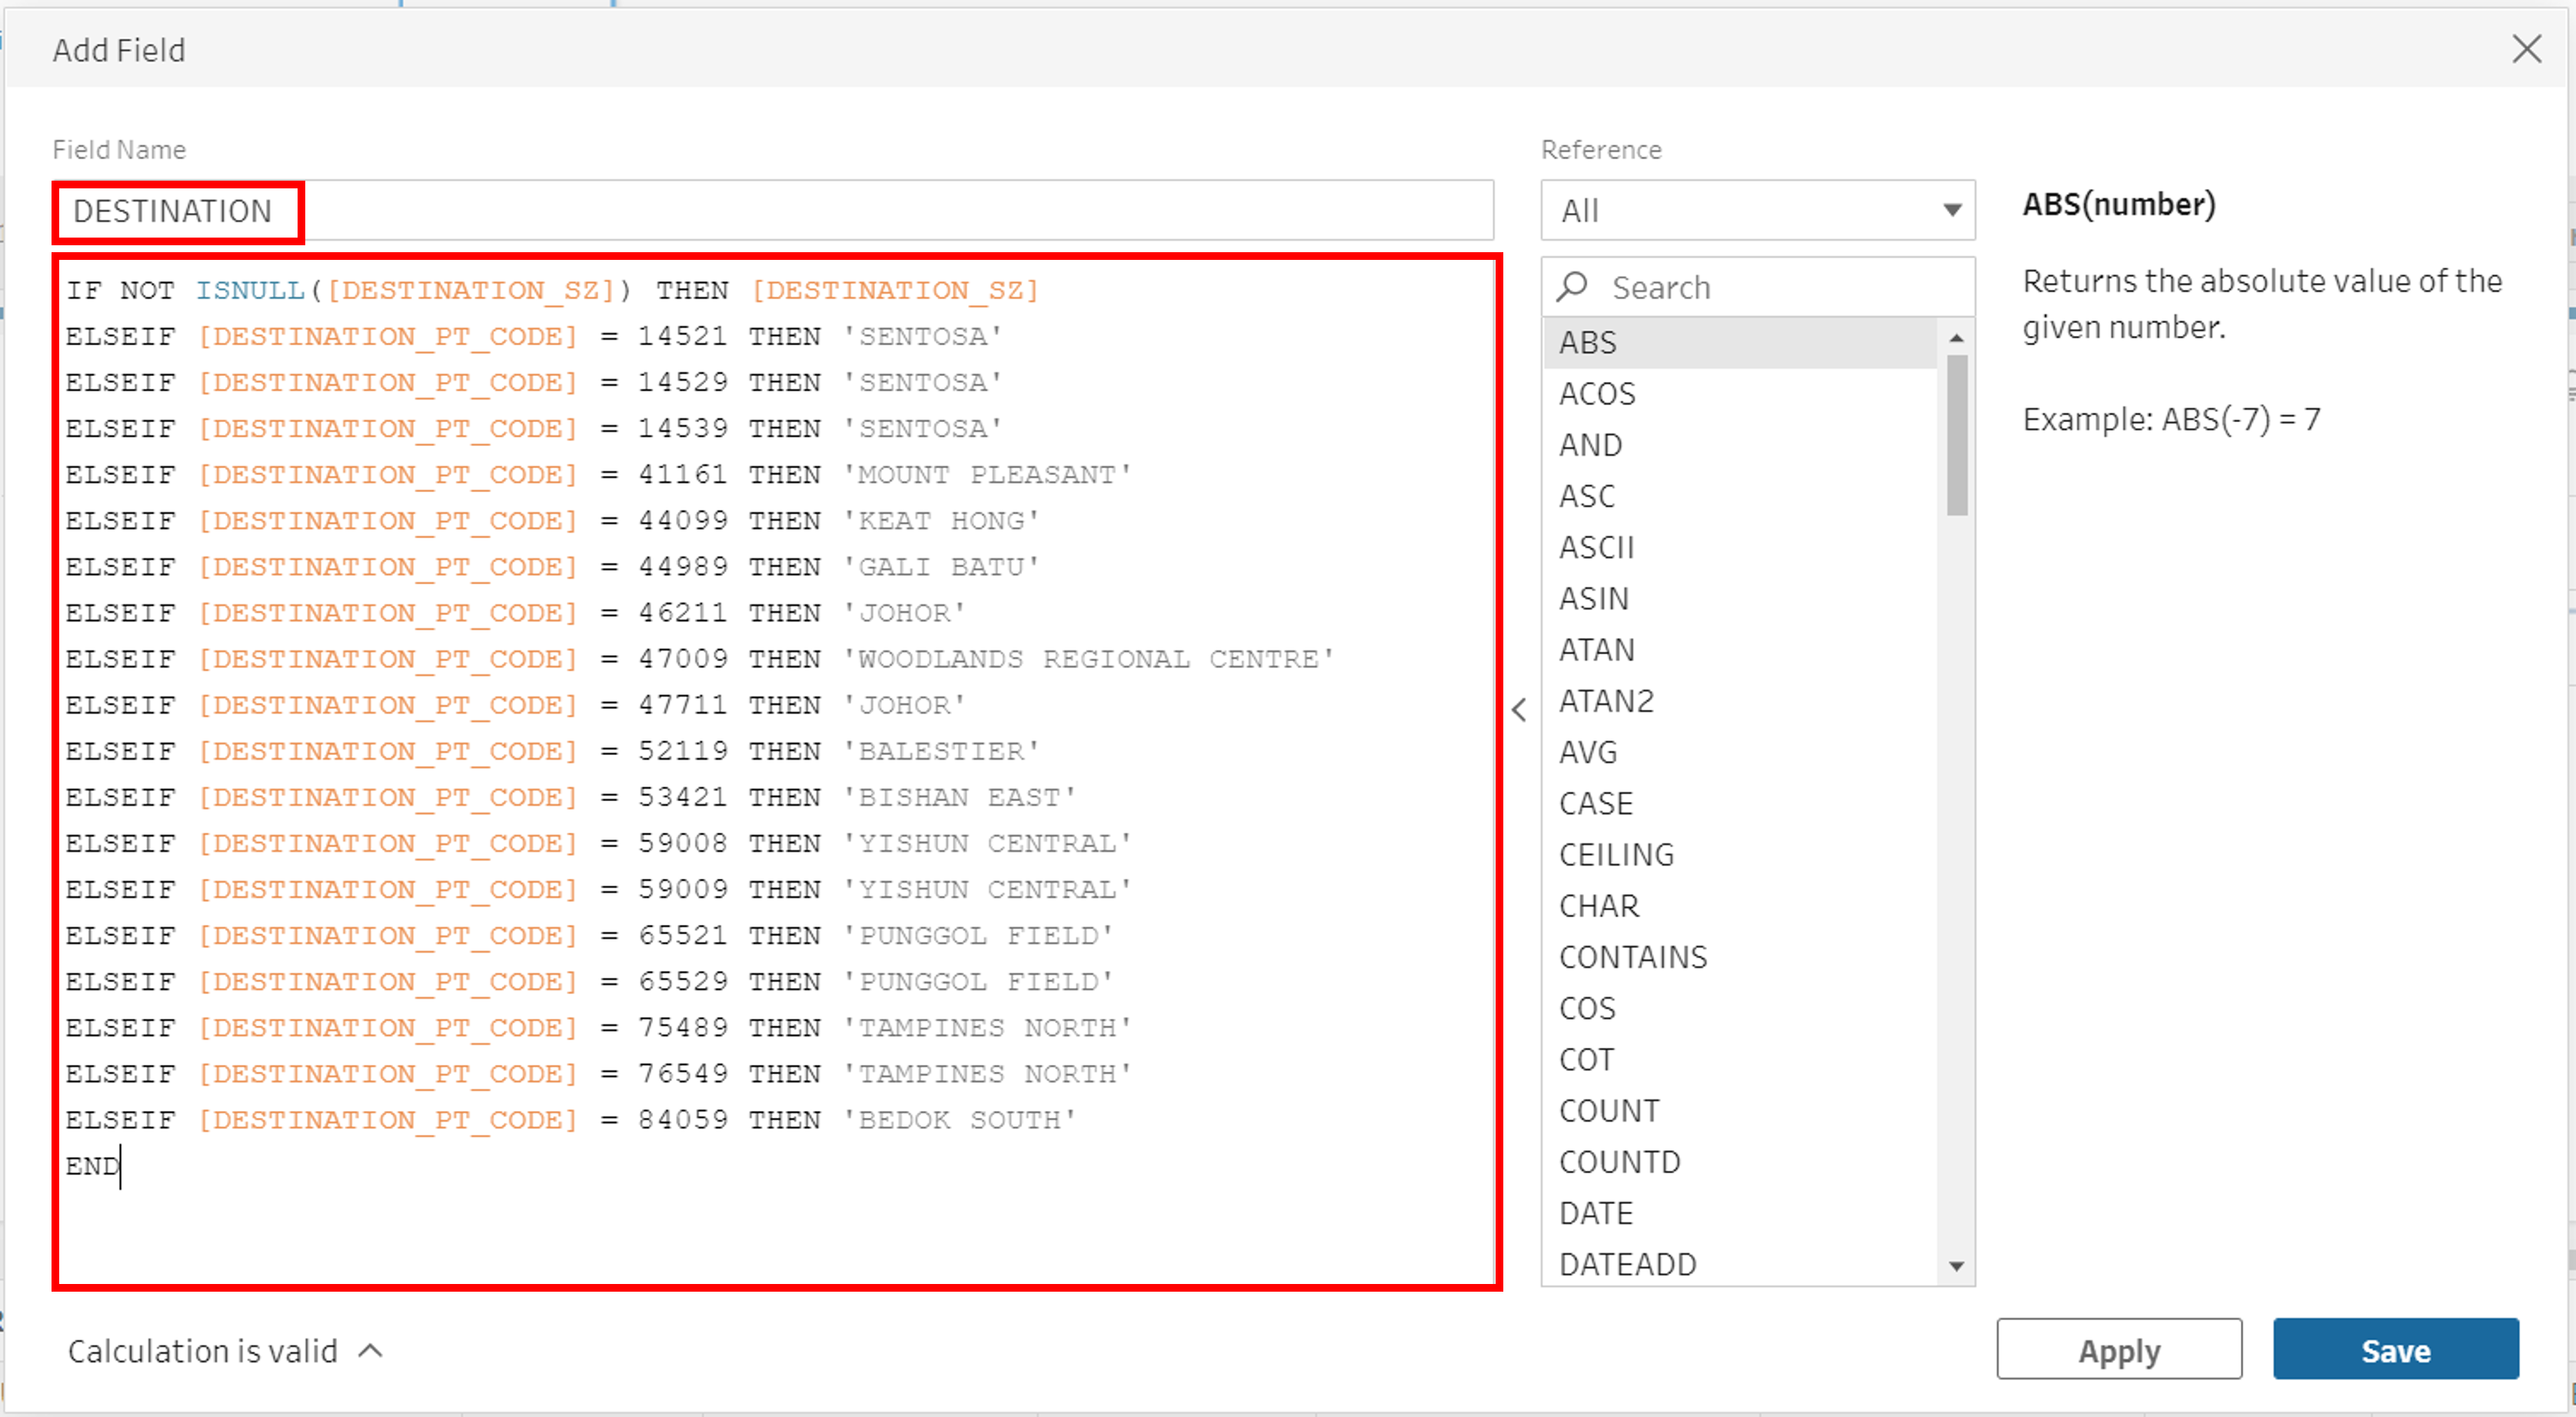 Add Field
Field Name
DESTINATION
IF NOT ISNULL([DESTINATION_SZ]) THEN [DESTINATION_SZ]
ELSEIF [DESTINATION_PT_CODE] = 14521 THEN 'SENTOSA'
ELSEIF [DESTINATION_PT_CODE] = 14529 THEN 'SENTOSA'
ELSEIF [DESTINATION_PT_CODE] = 14539 THEN 'SENTOSA'
ELSEIF [DESTINATION_PT_CODE] = 41161 THEN 'MOUNT PLEASANT'
ELSEIF [DESTINATION_PT_CODE] = 44099 THEN 'KEAT HONG'
ELSEIF [DESTINATION_PT_CODE] = 44989 THEN 'GALI BATU'
ELSEIF [DESTINATION_PT_CODE] = 46211 THEN 'JOHOR'
ELSEIF [DESTINATION_PT_CODE] = 47009 THEN 'WOODLANDS REGIONAL CENTRE'
ELSEIF [DESTINATION_PT_CODE] = 47711 THEN 'JOHOR'
ELSEIF [DESTINATION_PT_CODE] = 52119 THEN 'BALESTIER'
ELSEIF [DESTINATION_PT_CODE] = 53421 THEN 'BISHAN EAST'
ELSEIF [DESTINATION_PT_CODE] = 59008 THEN 'YISHUN CENTRAL'
ELSEIF [DESTINATION_PT_CODE] = 59009 THEN 'YISHUN CENTRAL'
ELSEIF [DESTINATION_PT_CODE] = 65521 THEN 'PUNGGOL FIELD'
ELSEIF [DESTINATION_PT_CODE] = 65529 THEN 'PUNGGOL FIELD'
ELSEIF [DESTINATION_PT_CODE] = 75489 THEN 'TAMPINES NORTH'
ELSEIF [DESTINATION_PT_CODE] = 76549 THEN 'TAMPINES NORTH'
ELSEIF [DESTINATION_PT_CODE] = 84059 THEN 'BEDOK SOUTH'
END
Calculation is valid
Reference
All
Search
ABS
ACOS
AND
ASC
ASCII
ASIN
ATAN
ATAN2
AVG
CASE
CEILING
CHAR
CONTAINS
COS
COT
COUNT
COUNTD
DATE
DATEADD
ABS(number)
Returns the absolute value of the
given number.
Example: ABS(-7) = 7
Apply
Save